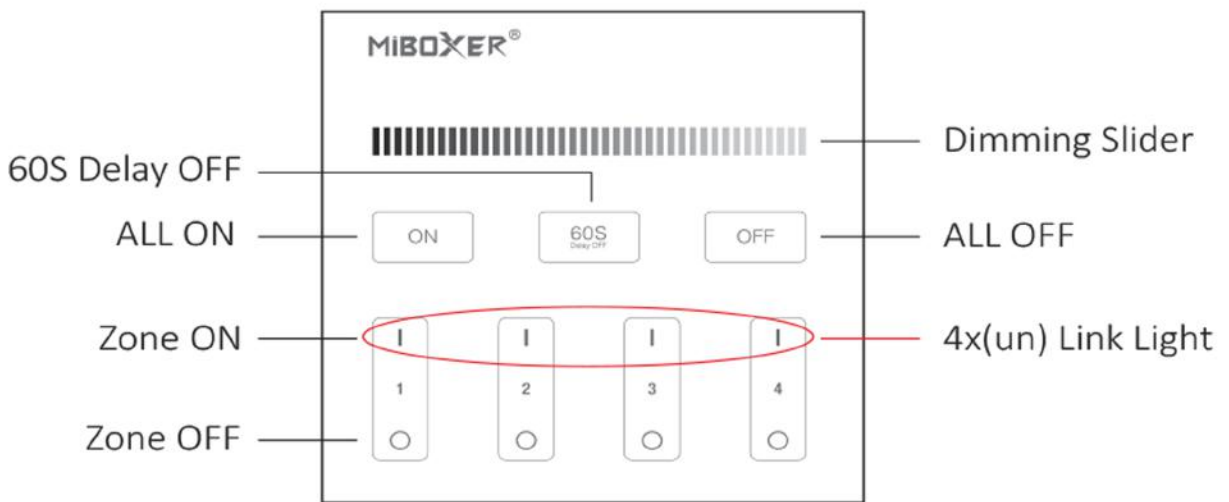 MiBOXER®
Dimming Slider
60S Delay OFF
ALL ON
ON
60S
Delay OFF
OFF
ALL OFF
Zone ON
I I I I
4x(un) Link Light
1 2 3 4
Zone OFF